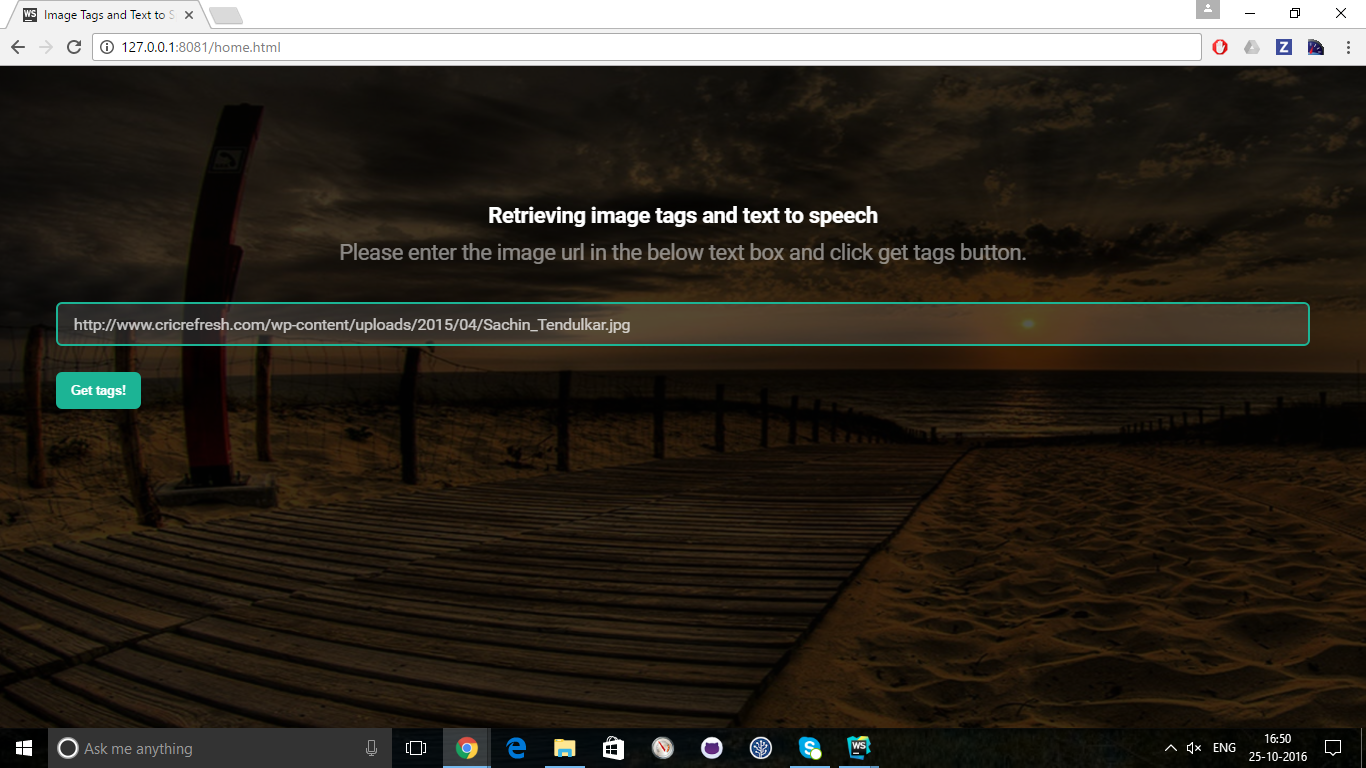 Image Tags and Text to S
127.0.0.1:8081/home.html
Z
Retrieving image tags and text to speech
Please enter the image url in the below text box and click get tags button.
http://www.cricrefresh.com/wp-content/uploads/2015/04/Sachin_Tendulkar.jpg
Get tags!
Ask me anything
ENG
16:50
25-10-2016